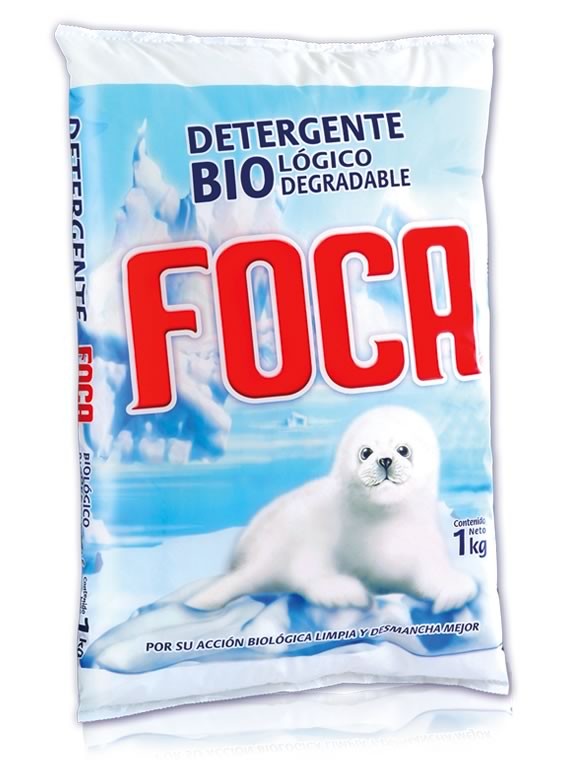 DETERGENTE
BIO LÓGICO
DEGRADABLE
FOCA
Contenido
Neto
1kg
POR SU ACCIÓN BIOLÓGICA LIMPIA Y DESMANCHA MEJOR
DETERGENTE
FOCA
BIOLÓGICO
Contenido
1 kg